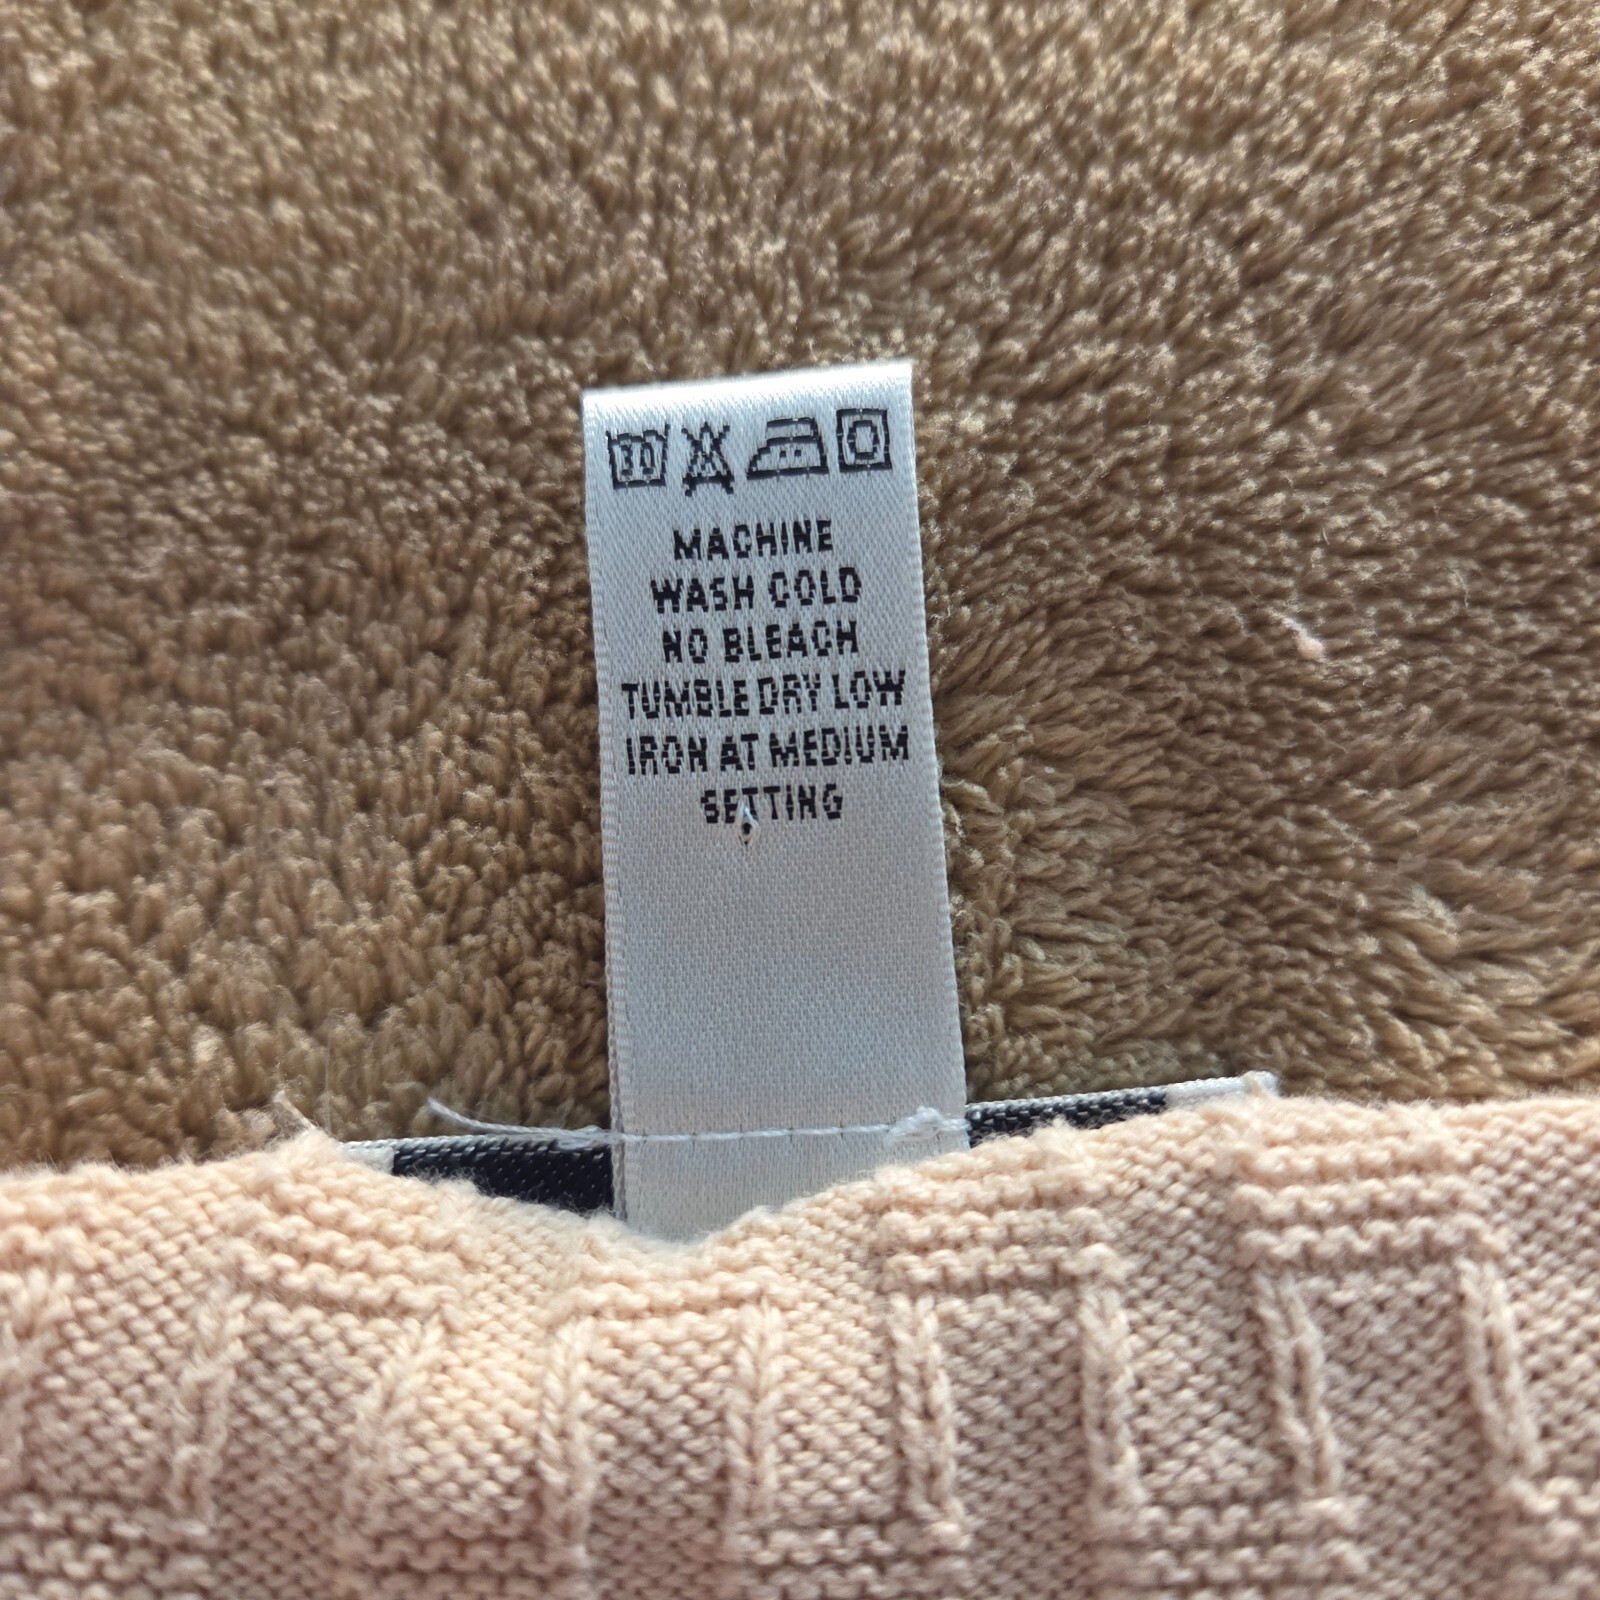 30
MACHINE
WASH COLD
NO BLEACH
TUMBLE DRY LOW
IRON AT MEDIUM
SETTING